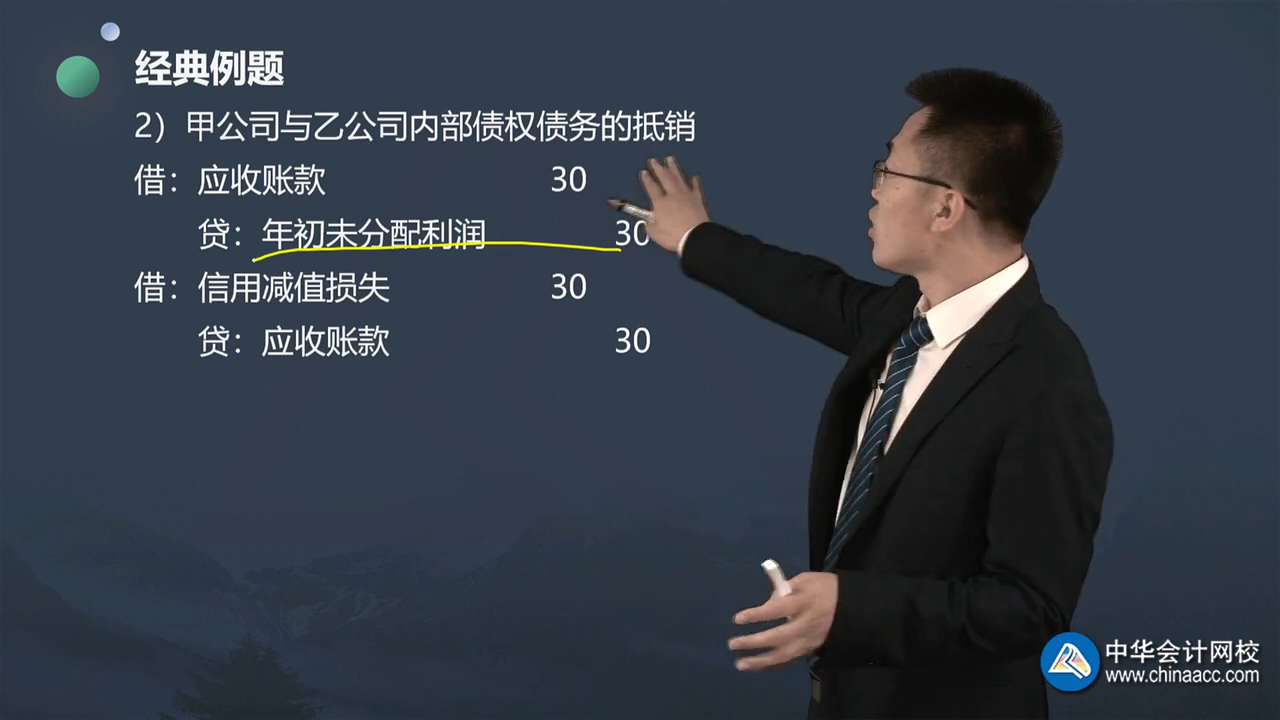 经典例题
2）甲公司与乙公司内部债权债务的抵销
借：应收账款 30
贷：年初未分配利润 30
借：信用减值损失 30
贷：应收账款 30
中华会计网校
www.chinaacc.com